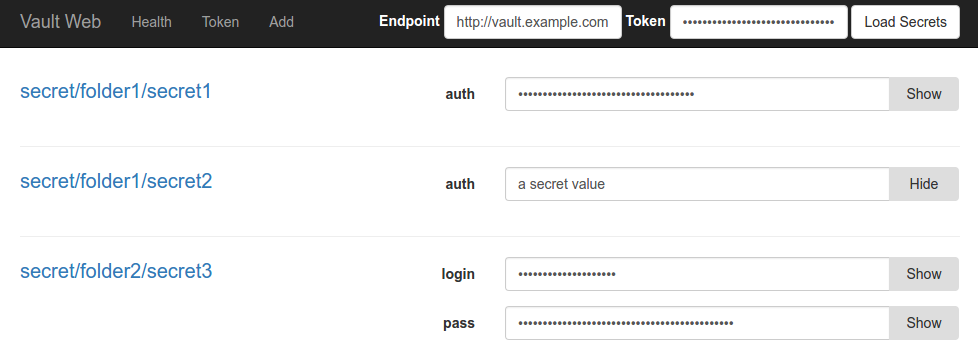 Vault Web Health Token Add Endpoint http://vault.example.com Token •••••••••••••••••••••••••••••• Load Secrets
secret/folder1/secret1 auth •••••••••••••••••••••••••••••••••••• Show
secret/folder1/secret2 auth a secret value Hide
secret/folder2/secret3 login •••••••••••••••••••• Show
pass •••••••••••••••••••••••••••••••••••••••••••• Show